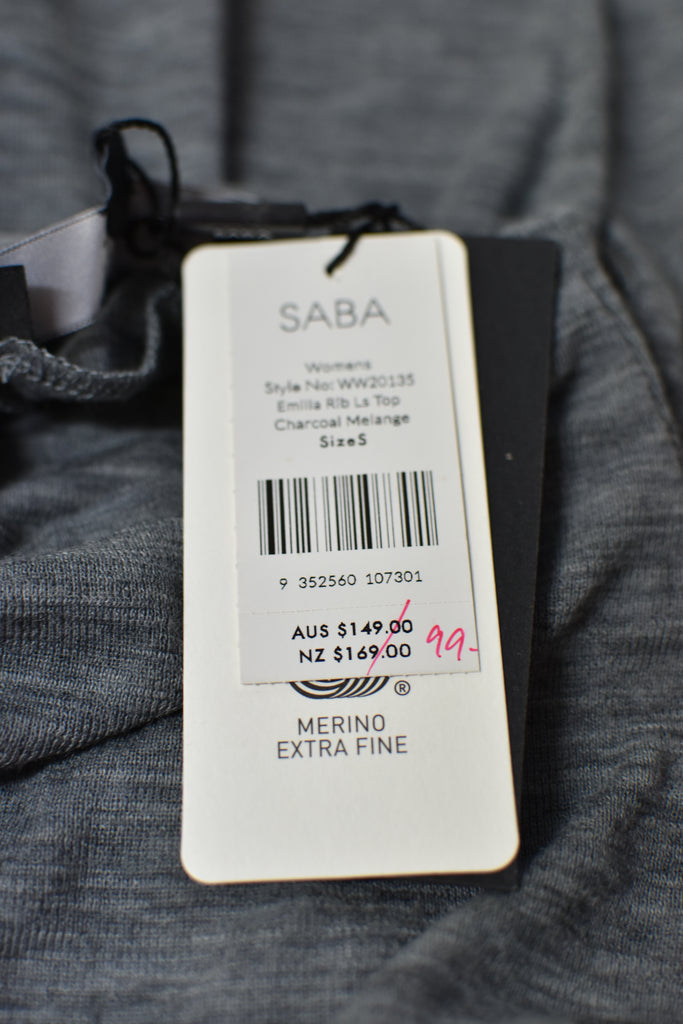 SABA
Womens
Style No: WW20135
Emilia Rib Ls Top
Charcoal Melange
Size S
9 352560 107301
AUS $149.00
NZ $169.00
99-
®
MERINO
EXTRA FINE